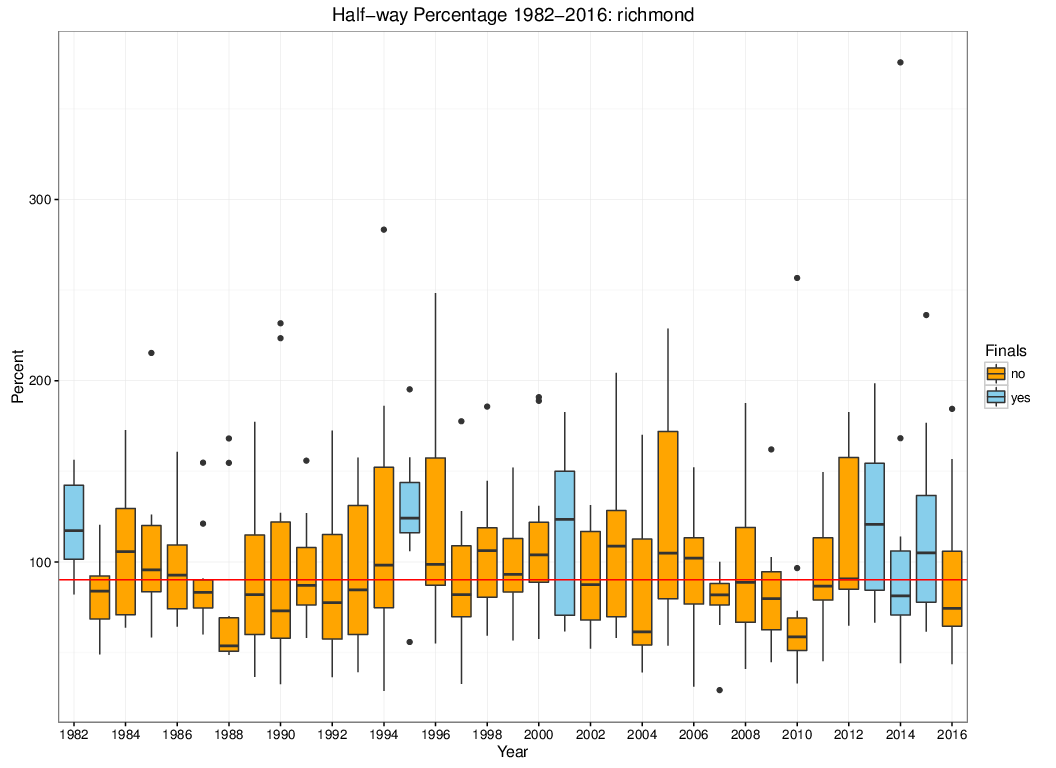 Half−way Percentage 1982−2016: richmond
Percent
300
200
100
1982 1984 1986 1988 1990 1992 1994 1996 1998 2000 2002 2004 2006 2008 2010 2012 2014 2016
Year
Finals
no
yes